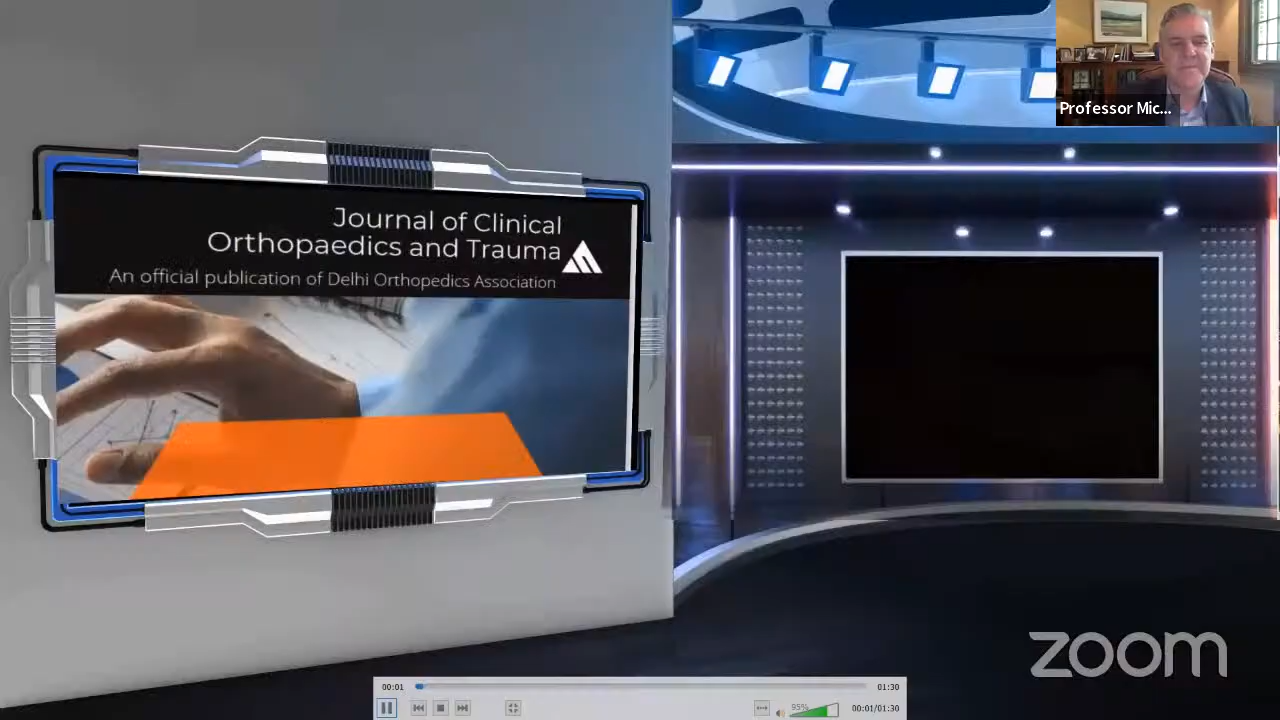 Professor Mic...
Journal of Clinical
Orthopaedics and Trauma
An official publication of Delhi Orthopedics Association
zoom
00:01
01:30
95%
00:01/01:30